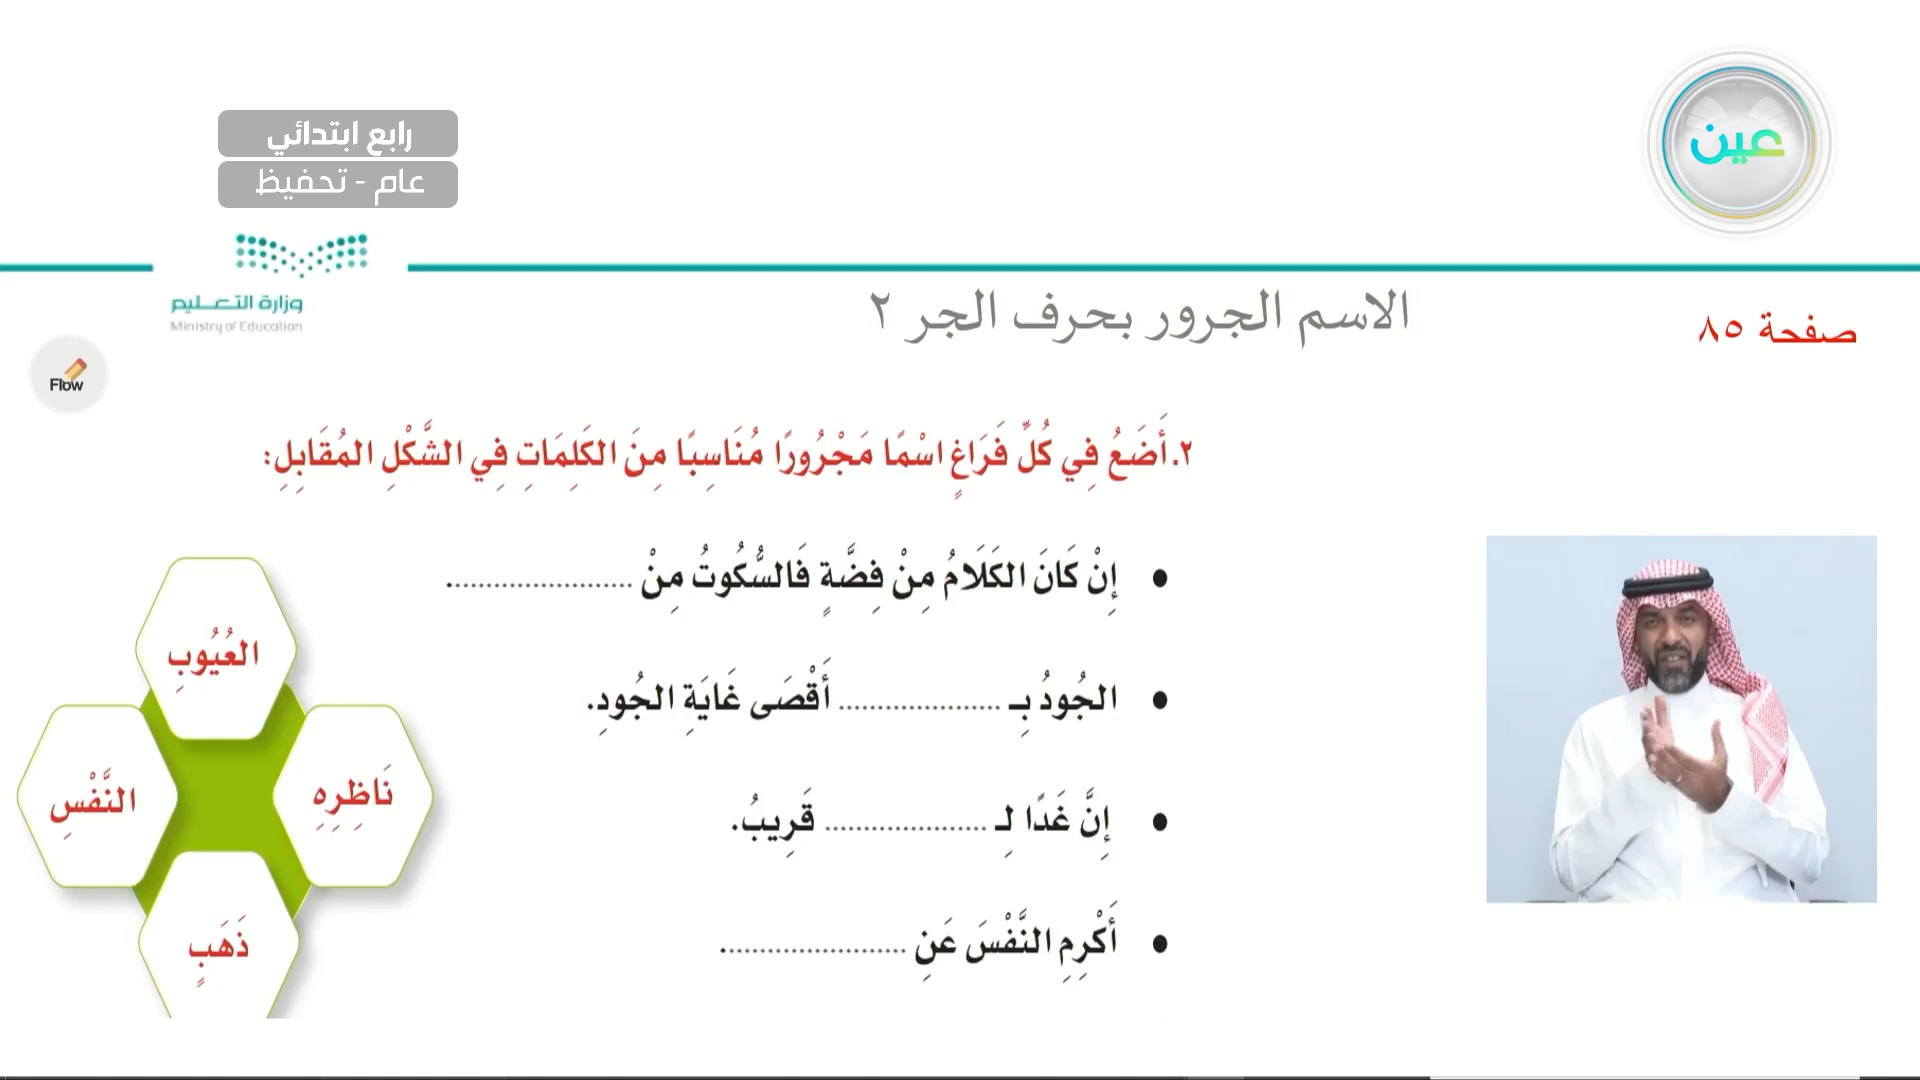 رابع ابتدائي
عام - تحفيظ
عين
وزارة التعليم
Ministry of Education
الاسم الجرور بحرف الجر ٢
صفحة ٨٥
Flow
٢. أَضَعُ فِي كُلِّ فَرَاغٍ اسْمًا مَجْرُورًا مُنَاسِبًا مِنَ الكَلِمَاتِ فِي الشَّكْلِ المُقَابِلِ:
• إِنْ كَانَ الكَلَامُ مِنْ فِضَّةٍ فَالسُّكُوتُ مِنْ .......................
• الجُودُ بِـ .................... أَقْصَى غَايَةِ الجُودِ.
• إِنَّ غَدًا لِـ .................... قَرِيبُ.
• أَكْرِمِ النَّفْسَ عَنِ .......................
العُيُوبِ
نَاظِرِهِ
النَّفْسِ
ذَهَبٍ